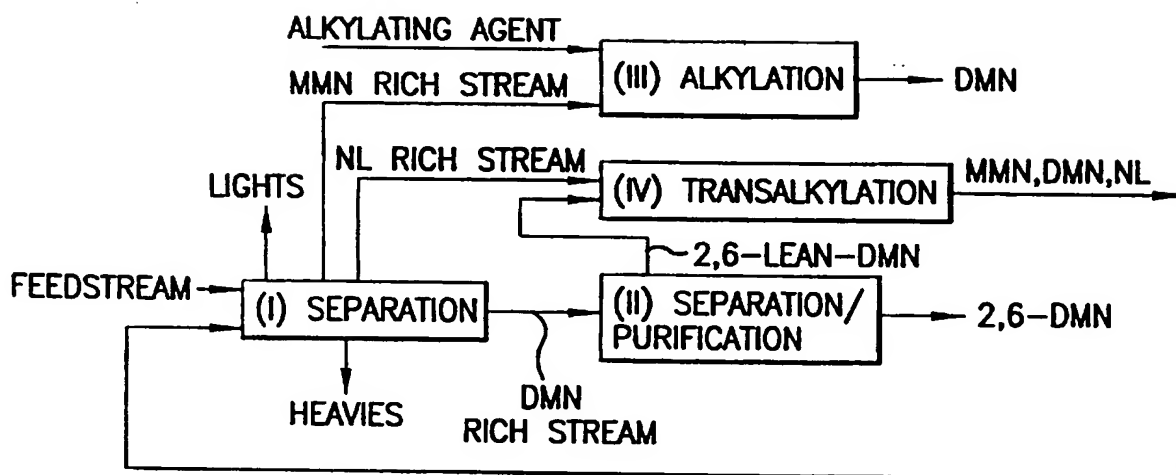 ALKYLATING AGENT
(III) ALKYLATION
DMN
MMN RICH STREAM
NL RICH STREAM
(IV) TRANSALKYLATION
MMN,DMN,NL
LIGHTS
2,6-LEAN-DMN
FEEDSTREAM
(I) SEPARATION
(II) SEPARATION/
PURIFICATION
2,6-DMN
HEAVIES
DMN
RICH STREAM